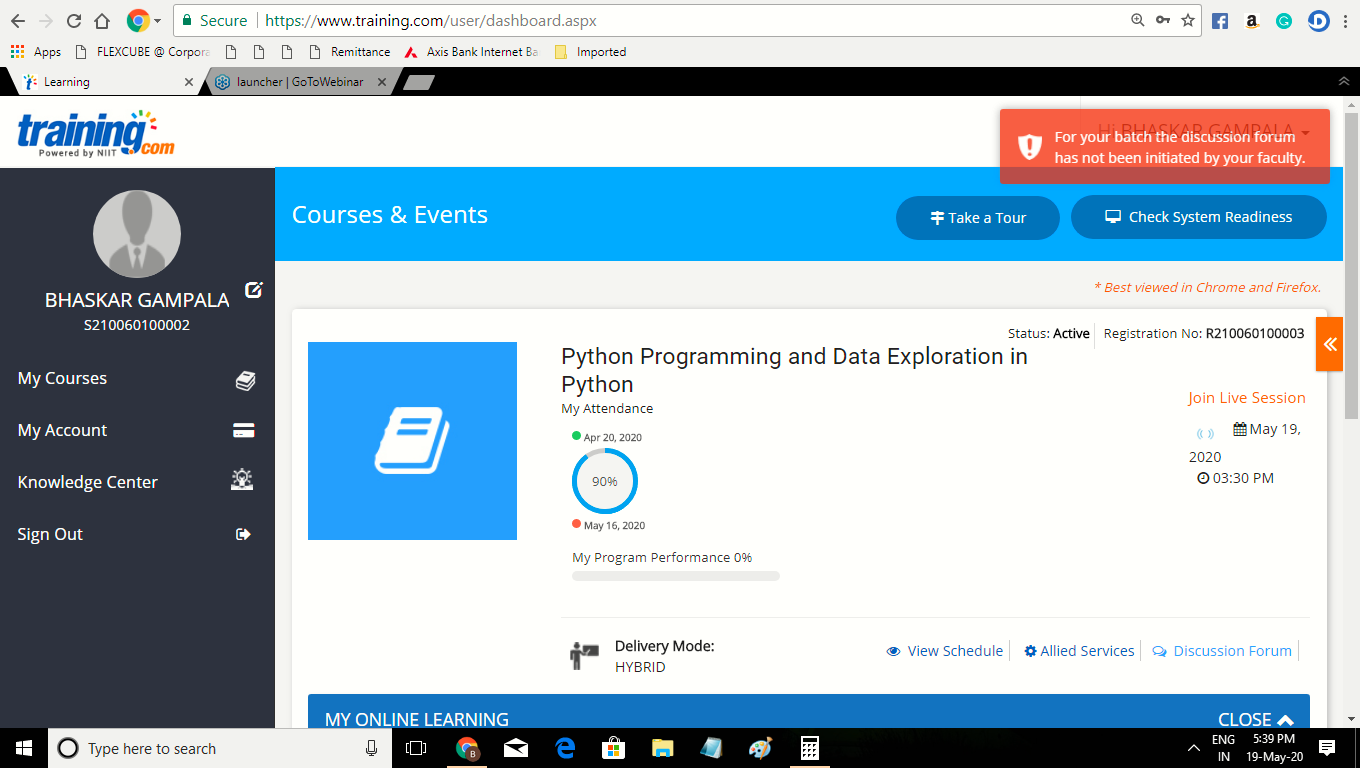 Secure https://www.training.com/user/dashboard.aspx
Apps FLEXCUBE @ Corpora Remittance Axis Bank Internet Ba Imported
Learning launcher | GoToWebinar
training.com
Powered by NIIT
Hi BHASKAR GAMPALA
For your batch the discussion forum
has not been initiated by your faculty.
Courses & Events
Take a Tour
Check System Readiness
BHASKAR GAMPALA
S210060100002
My Courses
My Account
Knowledge Center
Sign Out
* Best viewed in Chrome and Firefox.
Status: Active Registration No: R210060100003
Python Programming and Data Exploration in
Python
My Attendance
Apr 20, 2020
90%
May 16, 2020
My Program Performance 0%
Join Live Session
May 19,
2020
03:30 PM
Delivery Mode:
HYBRID
View Schedule Allied Services Discussion Forum
MY ONLINE LEARNING CLOSE
Type here to search
B
ENG
IN
5:39 PM
19-May-20